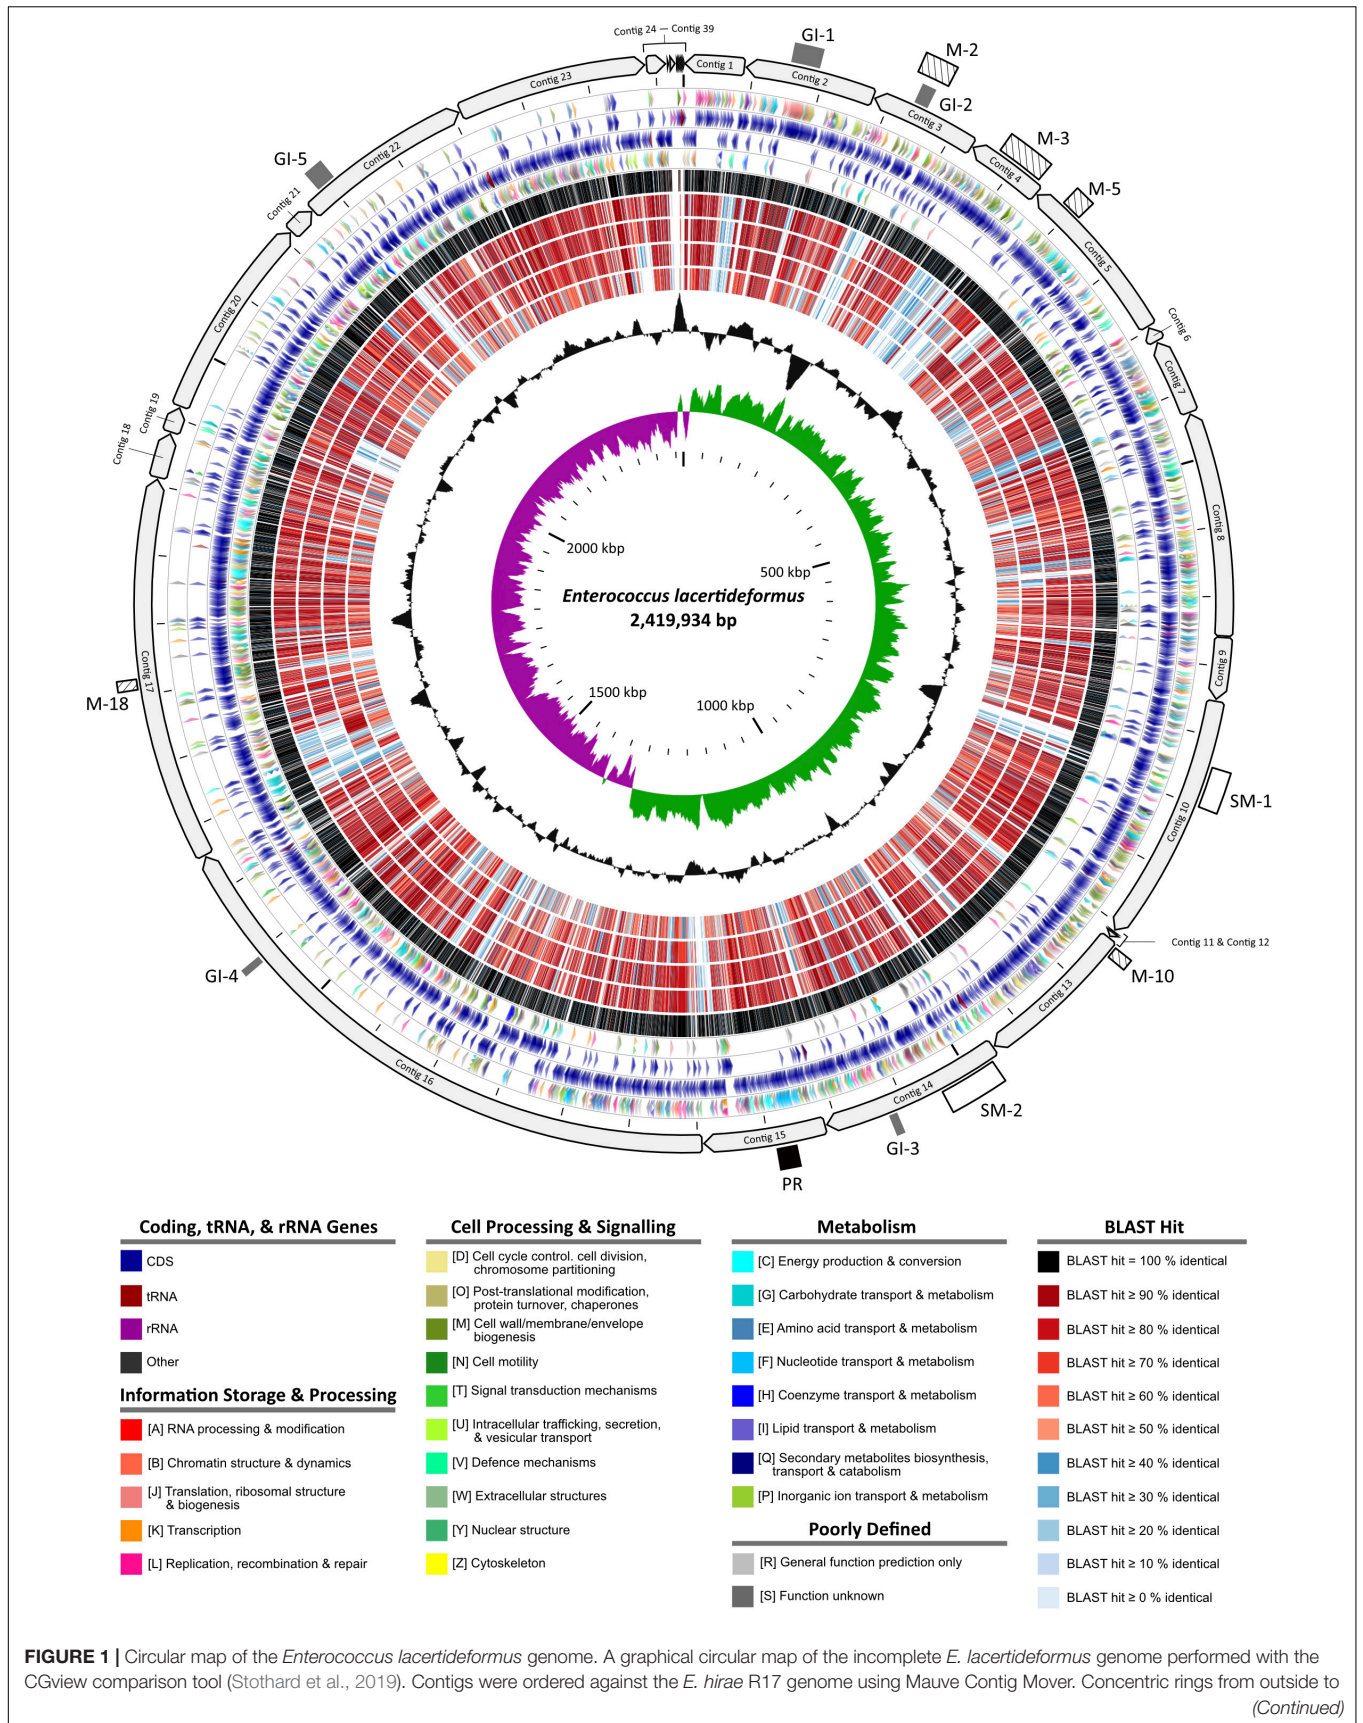 Contig 24 — Contig 39
GI-1
M-2
Contig 1
Contig 2
GI-2
Contig 3
M-3
Contig 4
M-5
Contig 5
Contig 6
Contig 7
Contig 8
Contig 9
Contig 10
SM-1
Contig 11 & Contig 12
M-10
Contig 13
Contig 14
SM-2
GI-3
Contig 15
PR
Contig 16
GI-4
Contig 17
M-18
Contig 18
Contig 19
Contig 20
Contig 21
GI-5
Contig 22
Contig 23
2000 kbp
500 kbp
Enterococcus lacertideformus
2,419,934 bp
1500 kbp
1000 kbp
Coding, tRNA, & rRNA Genes
CDS
tRNA
rRNA
Other
Information Storage & Processing
[A] RNA processing & modification
[B] Chromatin structure & dynamics
[J] Translation, ribosomal structure
& biogenesis
[K] Transcription
[L] Replication, recombination & repair
Cell Processing & Signalling
[D] Cell cycle control. cell division,
chromosome partitioning
[O] Post-translational modification,
protein turnover, chaperones
[M] Cell wall/membrane/envelope
biogenesis
[N] Cell motility
[T] Signal transduction mechanisms
[U] Intracellular trafficking, secretion,
& vesicular transport
[V] Defence mechanisms
[W] Extracellular structures
[Y] Nuclear structure
[Z] Cytoskeleton
Metabolism
[C] Energy production & conversion
[G] Carbohydrate transport & metabolism
[E] Amino acid transport & metabolism
[F] Nucleotide transport & metabolism
[H] Coenzyme transport & metabolism
[I] Lipid transport & metabolism
[Q] Secondary metabolites biosynthesis,
transport & catabolism
[P] Inorganic ion transport & metabolism
Poorly Defined
[R] General function prediction only
[S] Function unknown
BLAST Hit
BLAST hit = 100 % identical
BLAST hit ≥ 90 % identical
BLAST hit ≥ 80 % identical
BLAST hit ≥ 70 % identical
BLAST hit ≥ 60 % identical
BLAST hit ≥ 50 % identical
BLAST hit ≥ 40 % identical
BLAST hit ≥ 30 % identical
BLAST hit ≥ 20 % identical
BLAST hit ≥ 10 % identical
BLAST hit ≥ 0 % identical
FIGURE 1 | Circular map of the Enterococcus lacertideformus genome. A graphical circular map of the incomplete E. lacertideformus genome performed with the
CGview comparison tool (Stothard et al., 2019). Contigs were ordered against the E. hirae R17 genome using Mauve Contig Mover. Concentric rings from outside to
(Continued)